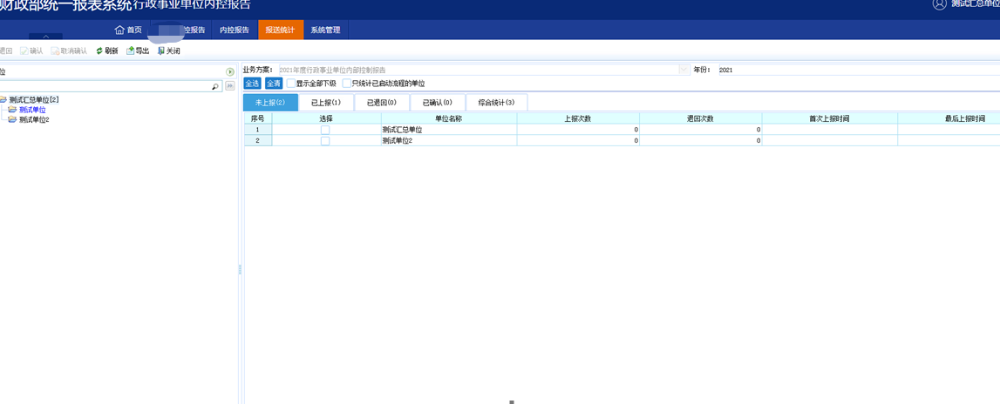 财政部统一报表系统行政事业单位内控报告
测试汇总单位
首页 控报告 内控报告 报送统计 系统管理
退回 确认 取消确认 刷新 导出 关闭
位
业务方案： 2021年度行政事业单位内部控制报告 年份： 2021
全选 全清 显示全部下级 只统计已启动流程的单位
测试汇总单位[2]
测试单位
测试单位2
未上报(2) 已上报(1) 已退回(0) 已确认(0) 综合统计(3)
序号 选择 单位名称 上报次数 退回次数 首次上报时间 最后上报时间
1 测试汇总单位 0 0
2 测试单位2 0 0